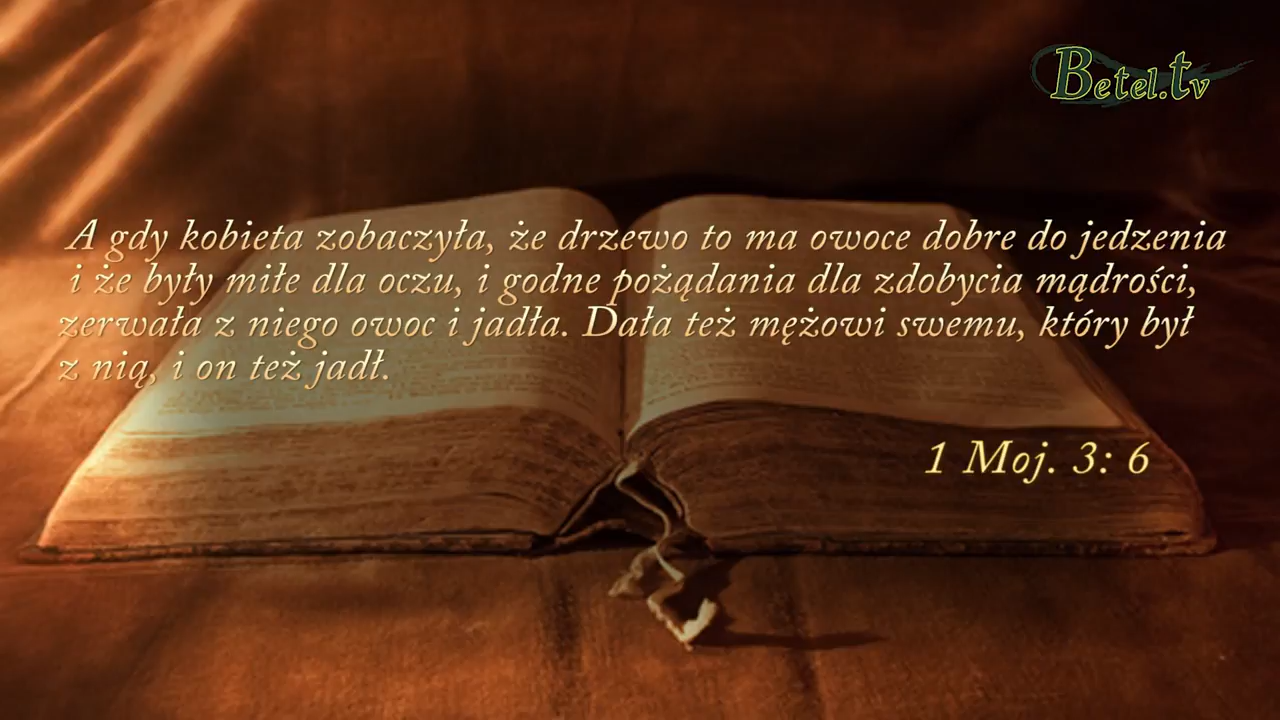 Betel.tv
A gdy kobieta zobaczyła, że drzewo to ma owoce dobre do jedzenia
i że były miłe dla oczu, i godne pożądania dla zdobycia mądrości,
zerwała z niego owoc i jadła. Dała też mężowi swemu, który był
z nią, i on też jadł.
1 Moj. 3: 6